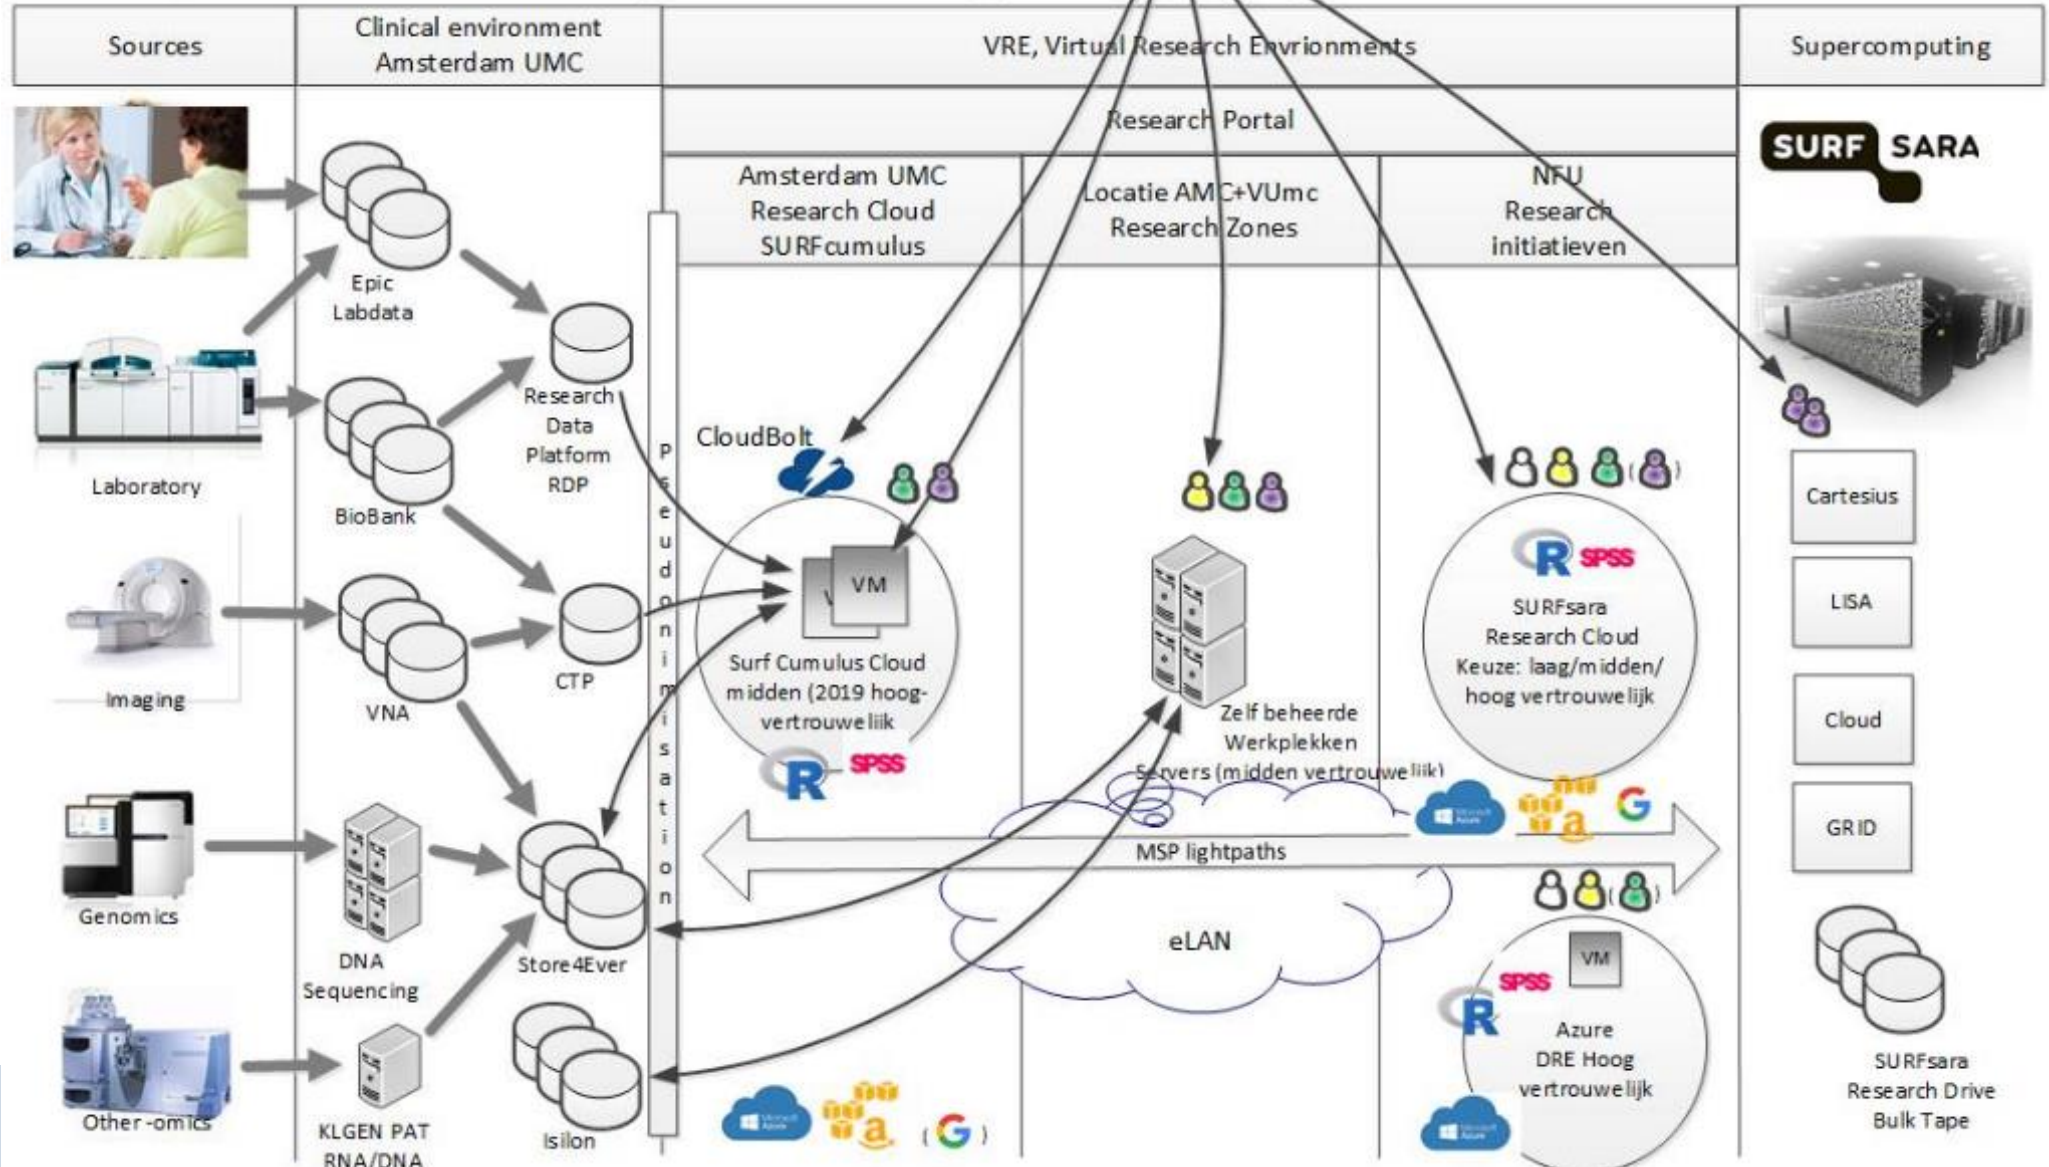 Sources
Clinical environment
Amsterdam UMC
VRE, Virtual Research Envrionments
Supercomputing
Research Portal
Amsterdam UMC
Research Cloud
SURFcumulus
Locatie AMC+VUmc
Research Zones
NFU
Research
initiatieven
SURF SARA
Epic
Labdata
Laboratory
BioBank
Research
Data
Platform
RDP
Pseudonimisation
CloudBolt
VM
Surf Cumulus Cloud
midden (2019 hoog-
vertrouwelijk
R SPSS
Zelf beheerde
Werkplekken
Servers (midden vertrouwelijk)
R SPSS
SURFsara
Research Cloud
Keuze: laag/midden/
hoog vertrouwelijk
Cartesius
LISA
Cloud
GRID
Imaging
VNA
CTP
MSP lightpaths
eLAN
Genomics
DNA
Sequencing
Store4Ever
Other -omics
KLGEN PAT
RNA/DNA
Isilon
( G )
VM
SPSS
R
Azure
DRE Hoog
vertrouwelijk
SURFsara
Research Drive
Bulk Tape